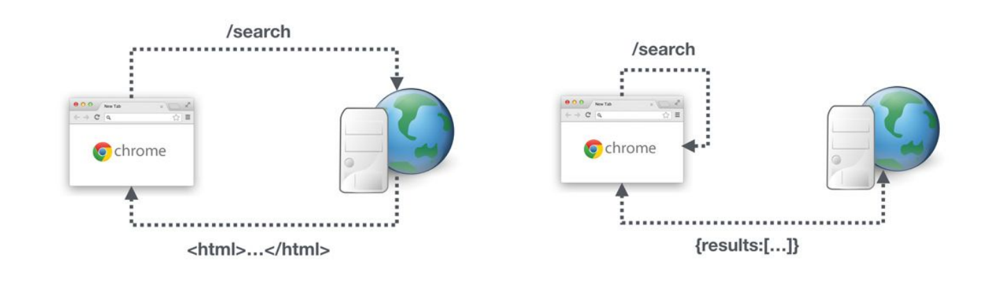 /search
New Tab
chrome
<html>...</html>
/search
New Tab
chrome
{results:[...]}